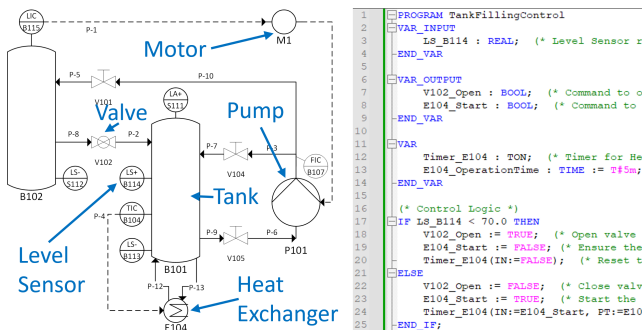 LIC
B115
P-1
Motor
M1
P-5
P-10
V101
LA+
S111
Valve
Pump
P-8
P-2
P-7
P-3
FIC
B107
V102
V104
LS-
S112
LS+
B114
B102
Tank
P-4
TIC
B104
P-9
P-6
P101
LS-
B113
V105
Level
Sensor
B101
P-12
P-13
Heat
Exchanger
E104
1 PROGRAM TankFillingControl
2 VAR_INPUT
3 LS_B114 : REAL; (* Level Sensor r
4 END_VAR
5
6 VAR_OUTPUT
7 V102_Open : BOOL; (* Command to o
8 E104_Start : BOOL; (* Command to
9 END_VAR
10
11 VAR
12 Timer_E104 : TON; (* Timer for He
13 E104_OperationTime : TIME := T#5m;
14 END_VAR
15
16 (* Control Logic *)
17 IF LS_B114 < 70.0 THEN
18 V102_Open := TRUE; (* Open valve
19 E104_Start := FALSE; (* Ensure the
20 Timer_E104(IN:=FALSE); (* Reset t
21 ELSE
22 V102_Open := FALSE; (* Close valv
23 E104_Start := TRUE; (* Start the
24 Timer_E104(IN:=E104_Start, PT:=E10
25 END_IF;